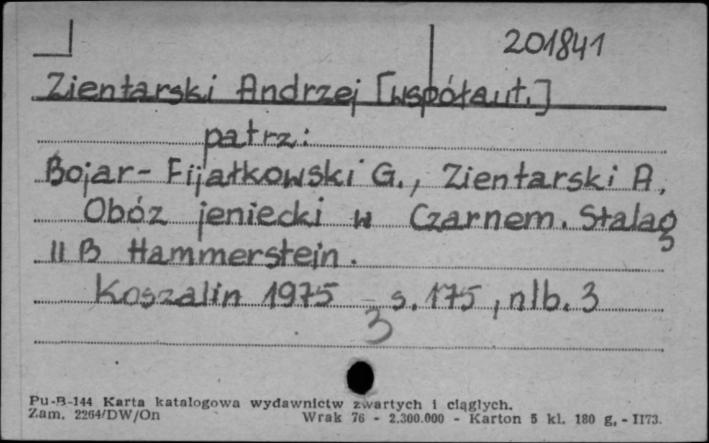 201841
Zientarski Andrzej [współaut.]
patrz:
Bojar-Fijałkowski G., Zientarski A.
Obóz jeniecki w Czarnem. Stalag
II B Hammerstein.
Koszalin 1975 s. 175, nlb. 3
3
Pu-B-144 Karta katalogowa wydawnictw zwartych i ciągłych.
Zam. 2264/DW/On Wrak 76 - 2.300.000 - Karton 5 kl. 180 g. - II73.